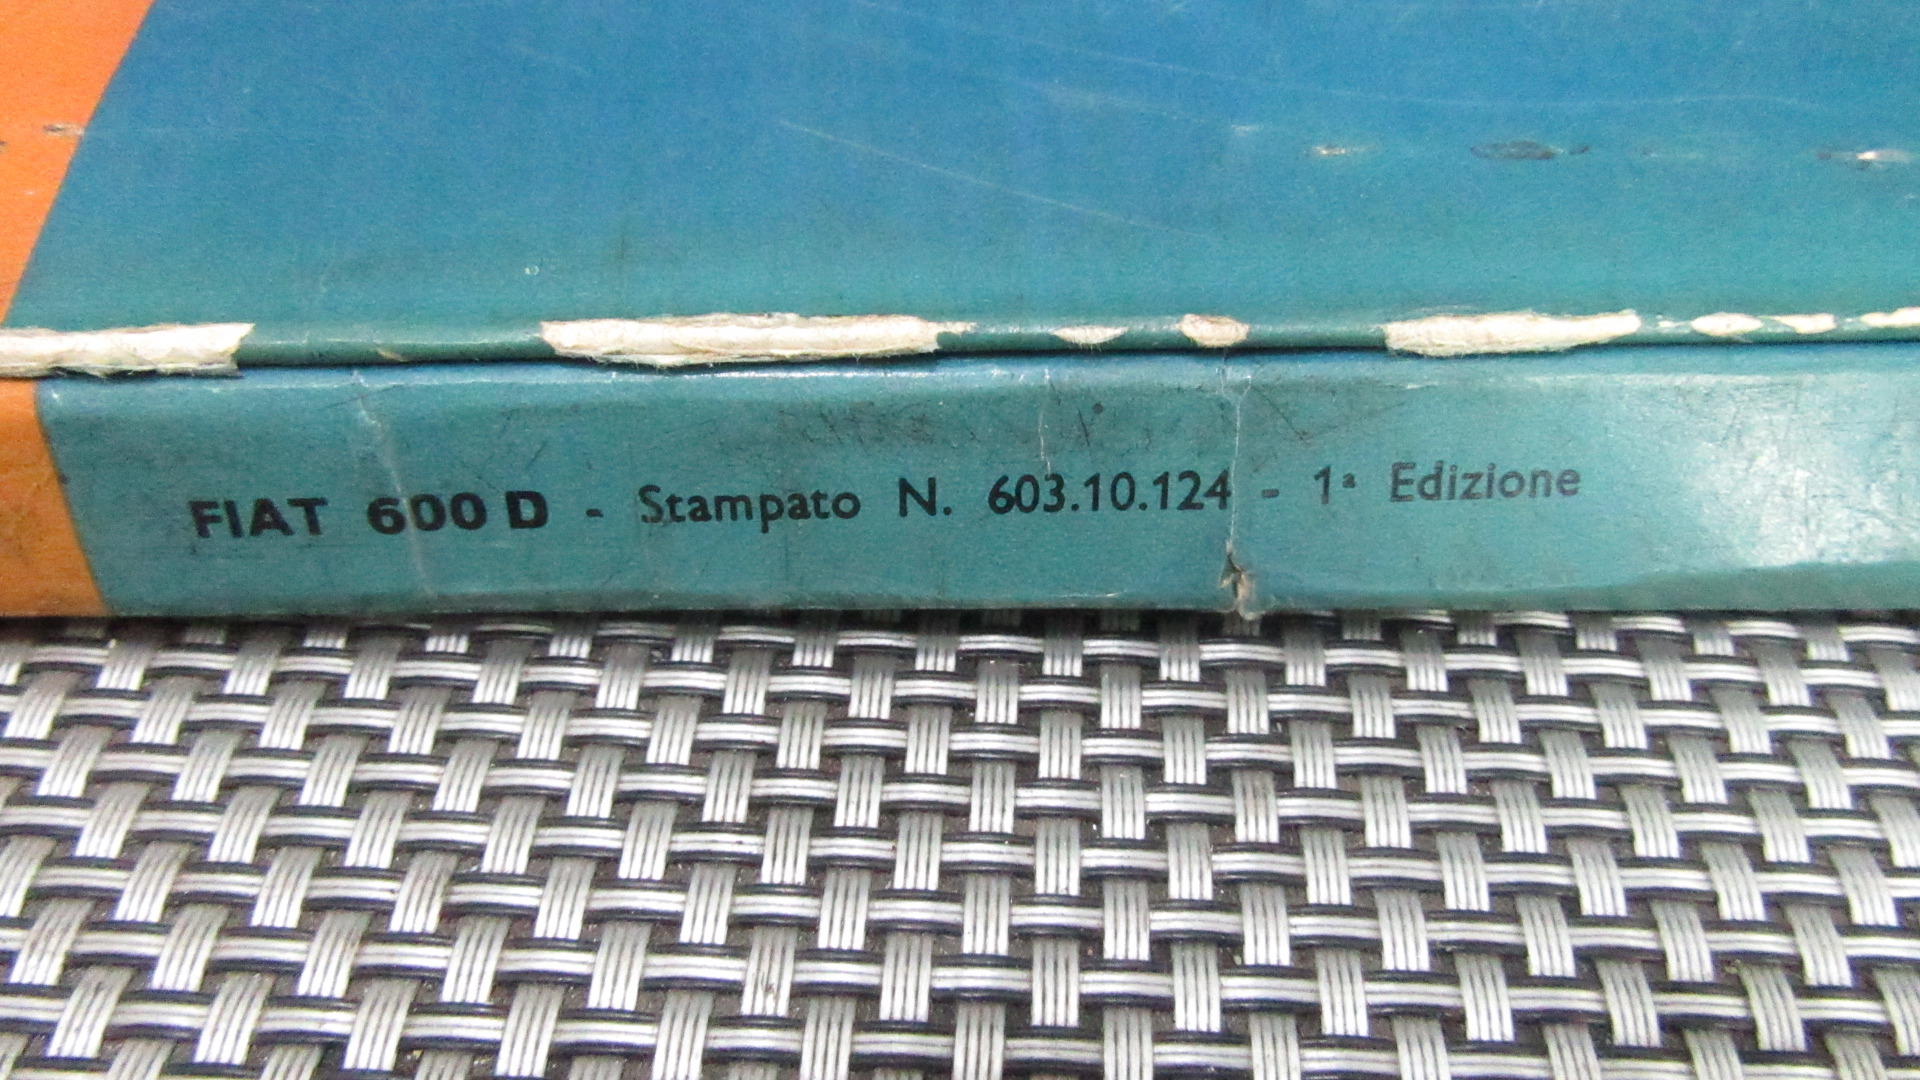 FIAT 600 D - Stampato N. 603.10.124 - 1ª Edizione